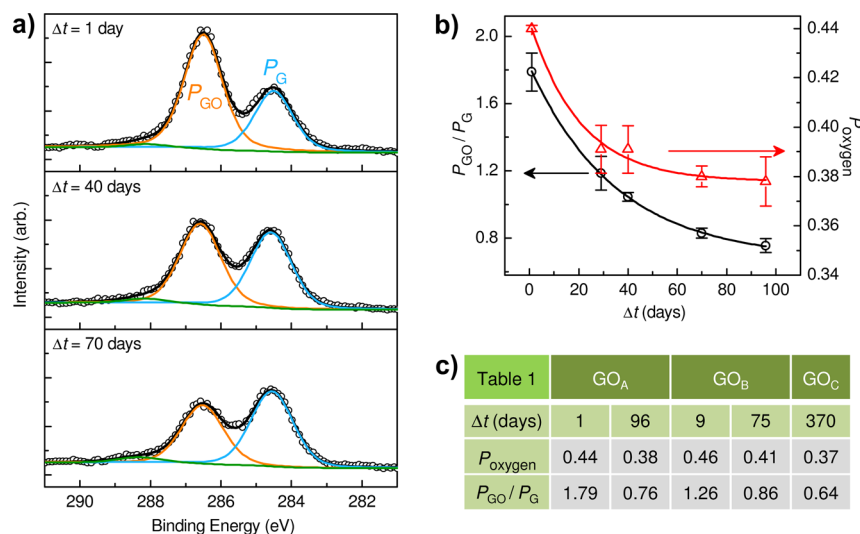 a)
Δt = 1 day
P_GO
P_G
Δt = 40 days
Δt = 70 days
Intensity (arb.)
290 288 286 284 282
Binding Energy (eV)
b)
2.0
1.6
1.2
0.8
P_GO / P_G
0.44
0.42
0.40
0.38
0.36
0.34
P_oxygen
0 20 40 60 80 100
Δt (days)
c)
Table 1 GO_A GO_B GO_C
Δt (days) 1 96 9 75 370
P_oxygen 0.44 0.38 0.46 0.41 0.37
P_GO / P_G 1.79 0.76 1.26 0.86 0.64